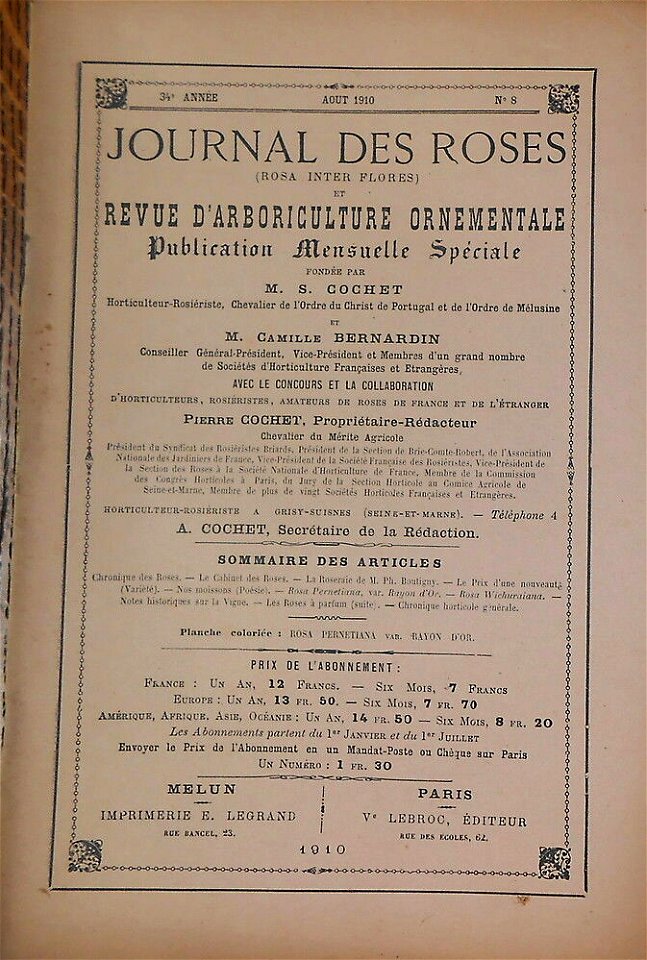 34e ANNÉE AOUT 1910 No 8
JOURNAL DES ROSES
(ROSA INTER FLORES)
ET
REVUE D'ARBORICULTURE ORNEMENTALE
Publication Mensuelle Spéciale
FONDÉE PAR
M. S. COCHET
Horticulteur-Rosiériste, Chevalier de l'Ordre du Christ de Portugal et de l'Ordre de Mélusine
ET
M. CAMILLE BERNARDIN
Conseiller Général-Président, Vice-Président et Membres d'un grand nombre
de Sociétés d'Horticulture Françaises et Etrangères,
AVEC LE CONCOURS ET LA COLLABORATION
D'HORTICULTEURS, ROSIÉRISTES, AMATEURS DE ROSES DE FRANCE ET DE L'ÉTRANGER
PIERRE COCHET, Propriétaire-Rédacteur
Chevalier du Mérite Agricole
Président du Syndicat des Rosiéristes Briards, Président de la Section de Brie-Comte-Robert, de l'Association
Nationale des Jardiniers de France, Vice-Président de la Société Française des Rosiéristes, Vice-Président de
la Section des Roses à la Société Nationale d'Horticulture de France, Membre de la Commission
des Congrès Horticoles à Paris, du Jury de la Section Horticole au Comice Agricole de
Seine-et-Marne, Membre de plus de vingt Sociétés Horticoles Françaises et Etrangères.
HORTICULTEUR-ROSIÉRISTE A GRISY-SUISNES (SEINE-ET-MARNE). — Téléphone 4
A. COCHET, Secrétaire de la Rédaction.
SOMMAIRE DES ARTICLES
Chronique des Roses. — Le Cabinet des Roses. — La Roseraie de M. Ph. Boutigny. — Le Prix d'une nouveauté
(Variété). — Nos moissons (Poésie). — Rosa Pernetiana, var. Rayon d'Or. — Rosa Wichuraiana. —
Notes historiques sur la Vigne. — Les Roses à parfum (suite). — Chronique horticole générale.
Planche coloriée : ROSA PERNETIANA VAR. RAYON D'OR.
PRIX DE L'ABONNEMENT :
FRANCE : UN AN, 12 FRANCS. — SIX MOIS, 7 FRANCS
EUROPE : UN AN, 13 FR. 50. — SIX MOIS, 7 FR. 70
AMÉRIQUE, AFRIQUE, ASIE, OCÉANIE : UN AN, 14 FR. 50 — SIX MOIS, 8 FR. 20
Les Abonnements partent du 1er JANVIER et du 1er JUILLET
Envoyer le Prix de l'Abonnement en un Mandat-Poste ou Chèque sur Paris
UN NUMÉRO : 1 FR. 30
MELUN
IMPRIMERIE E. LEGRAND
RUE BANCEL, 23.
PARIS
Ve LEBROC, ÉDITEUR
RUE DES ECOLES, 62.
1910